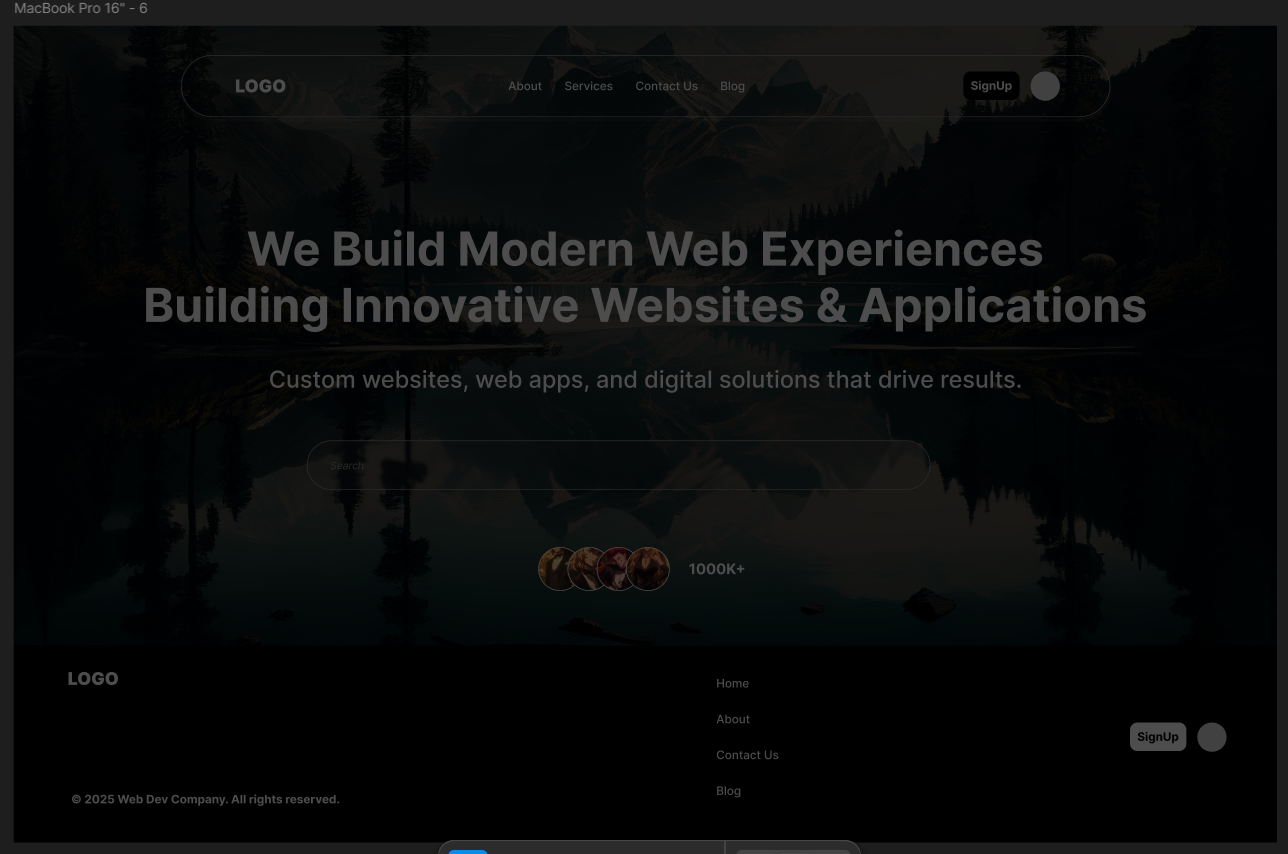 MacBook Pro 16" - 6
LOGO
About Services Contact Us Blog
SignUp
We Build Modern Web Experiences
Building Innovative Websites & Applications
Custom websites, web apps, and digital solutions that drive results.
Search
1000K+
LOGO
Home
About
Contact Us
Blog
SignUp
© 2025 Web Dev Company. All rights reserved.